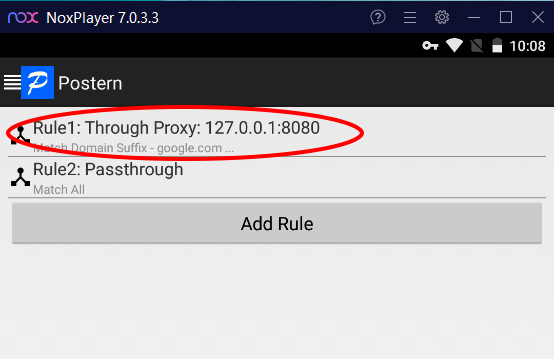 nox NoxPlayer 7.0.3.3
10:08
P Postern
Rule1: Through Proxy: 127.0.0.1:8080
Match Domain Suffix - google.com ...
Rule2: Passthrough
Match All
Add Rule